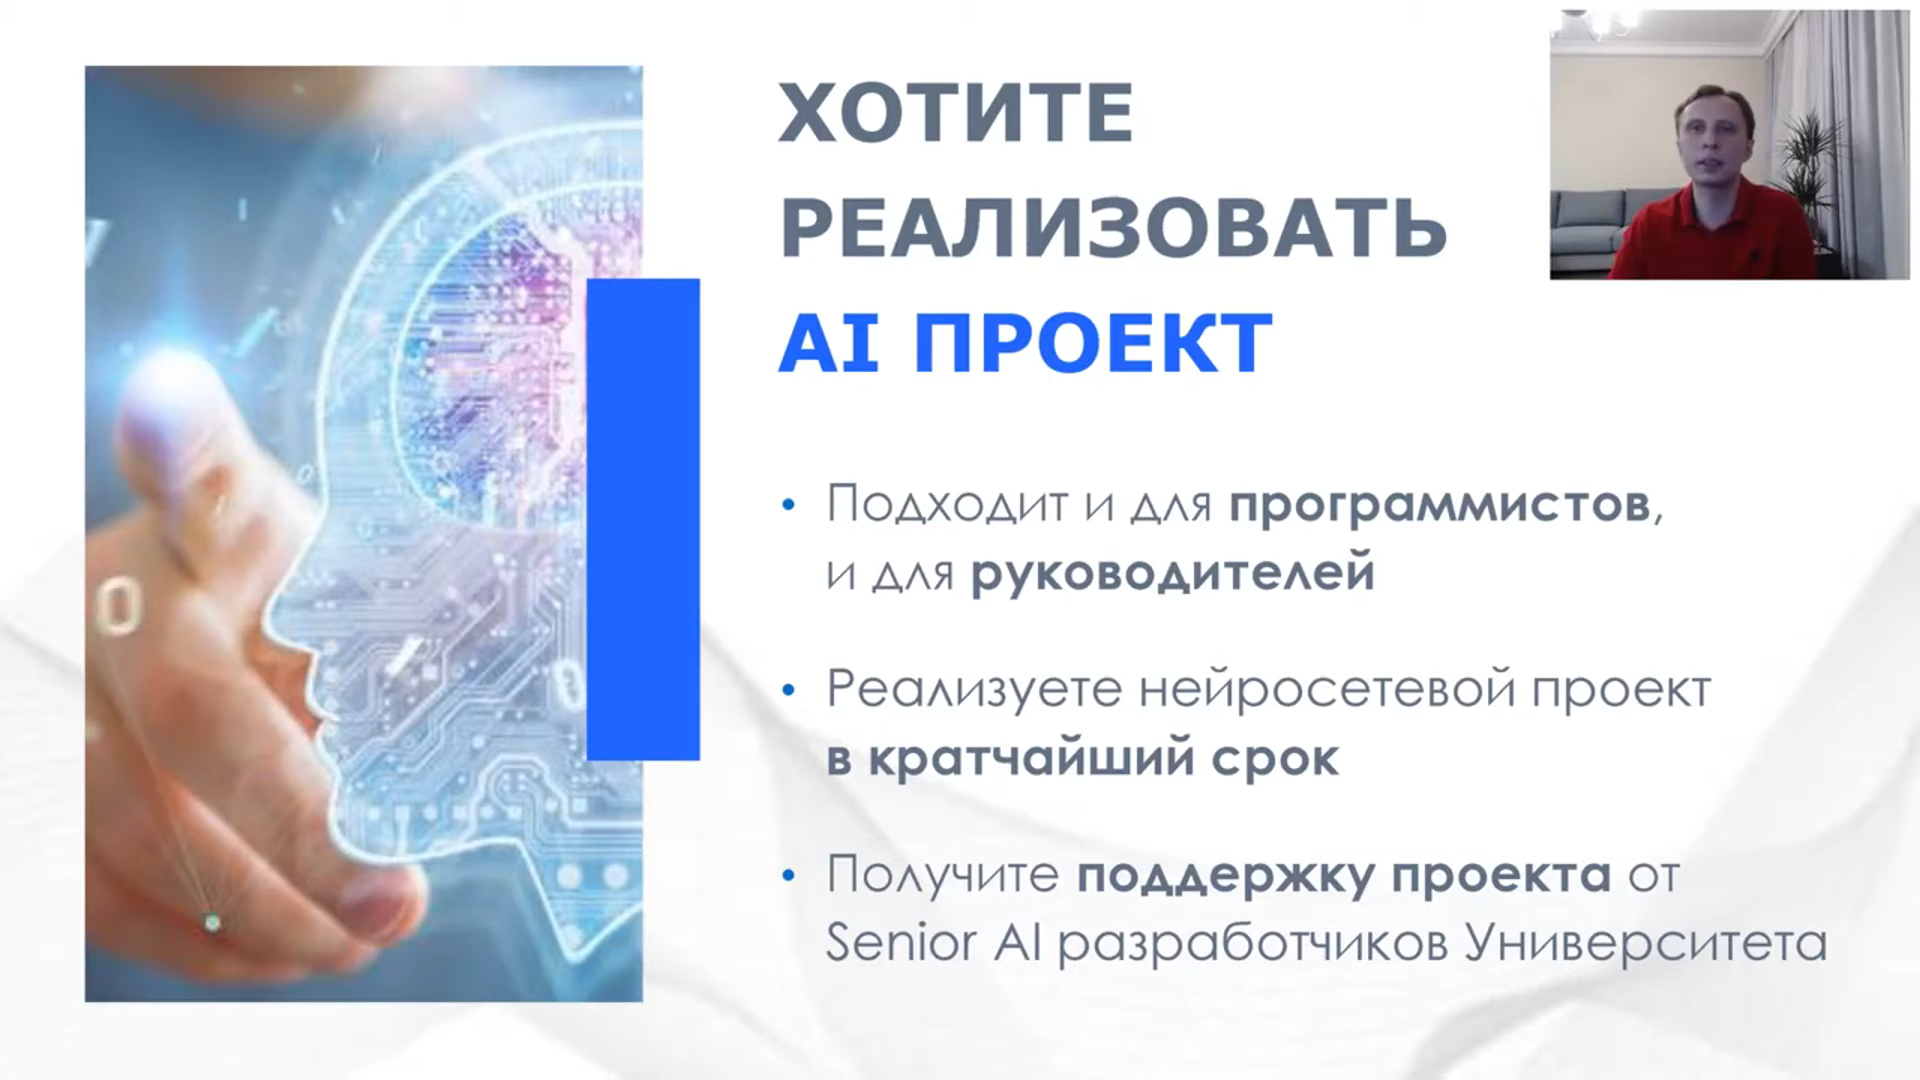 ХОТИТЕ
РЕАЛИЗОВАТЬ
AI ПРОЕКТ
• Подходит и для программистов,
и для руководителей
• Реализуете нейросетевой проект
в кратчайший срок
• Получите поддержку проекта от
Senior AI разработчиков Университета